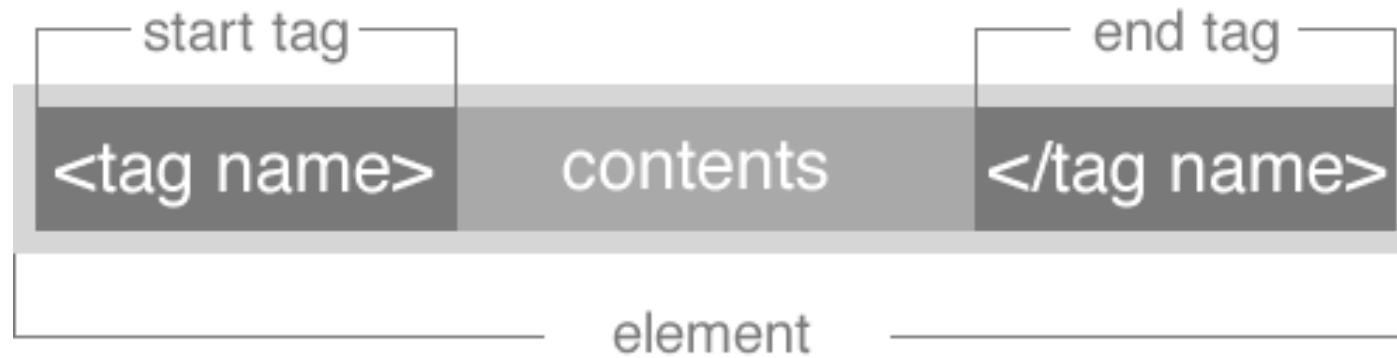 start tag end tag
<tag name> contents </tag name>
element